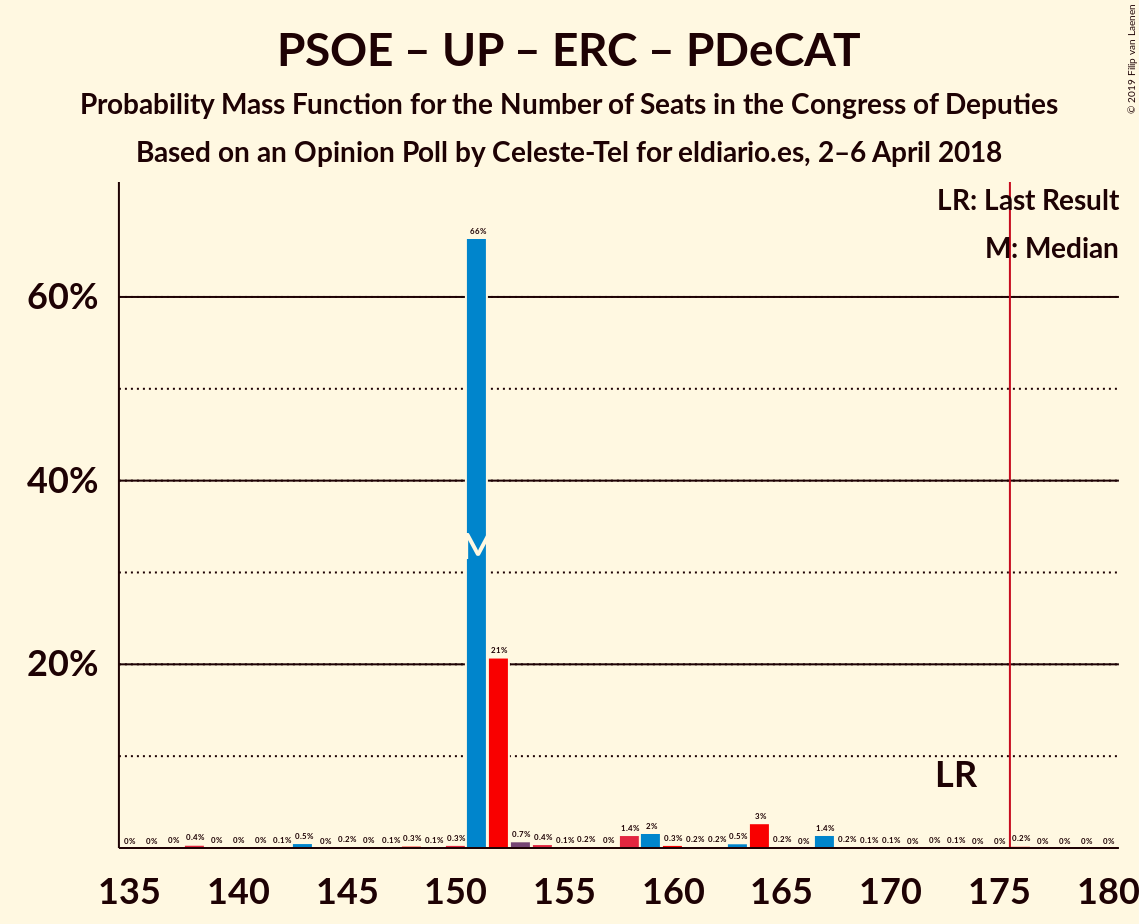 PSOE – UP – ERC – PDeCAT
Probability Mass Function for the Number of Seats in the Congress of Deputies
Based on an Opinion Poll by Celeste-Tel for eldiario.es, 2–6 April 2018
© 2019 Filip van Laenen
LR: Last Result
M: Median
60%
40%
20%
66%
M
21%
LR
0% 0% 0% 0.4% 0% 0% 0% 0.1% 0.5% 0% 0.2% 0% 0.1% 0.3% 0.1% 0.3% 0.7% 0.4% 0.1% 0.2% 0% 1.4% 2% 0.3% 0.2% 0.2% 0.5% 3% 0.2% 0% 1.4% 0.2% 0.1% 0.1% 0% 0% 0.1% 0% 0% 0.2% 0% 0% 0% 0%
135 140 145 150 155 160 165 170 175 180